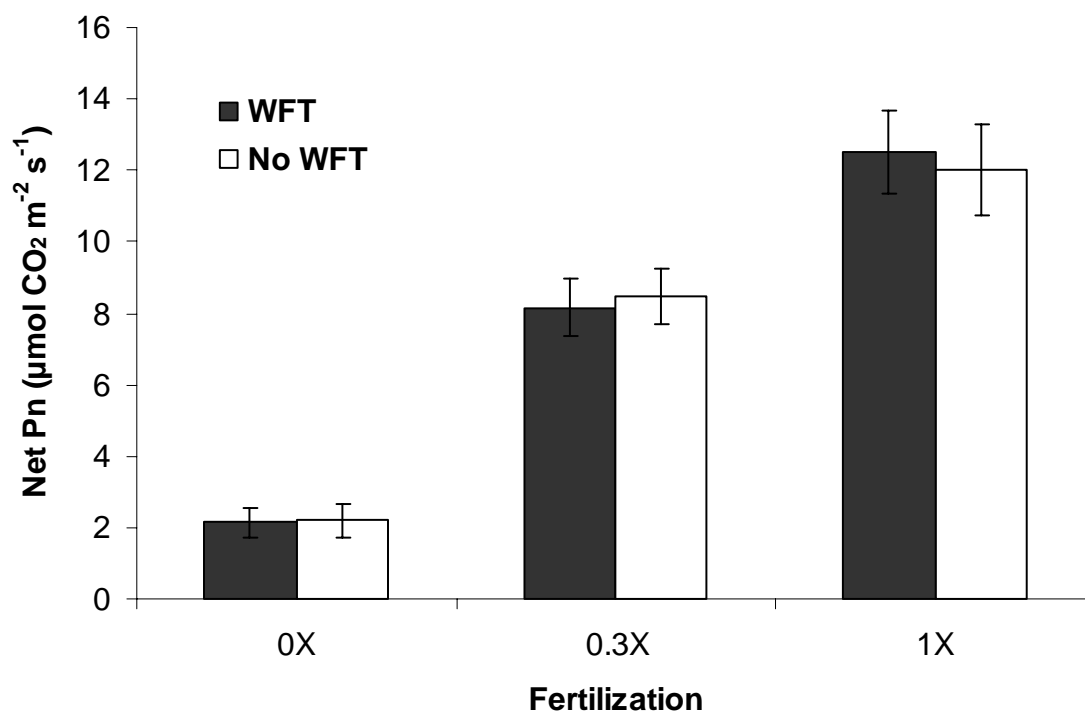 16
14
12
10
8
6
4
2
0
Net Pn (µmol CO₂ m⁻² s⁻¹)
WFT
No WFT
0X 0.3X 1X
Fertilization